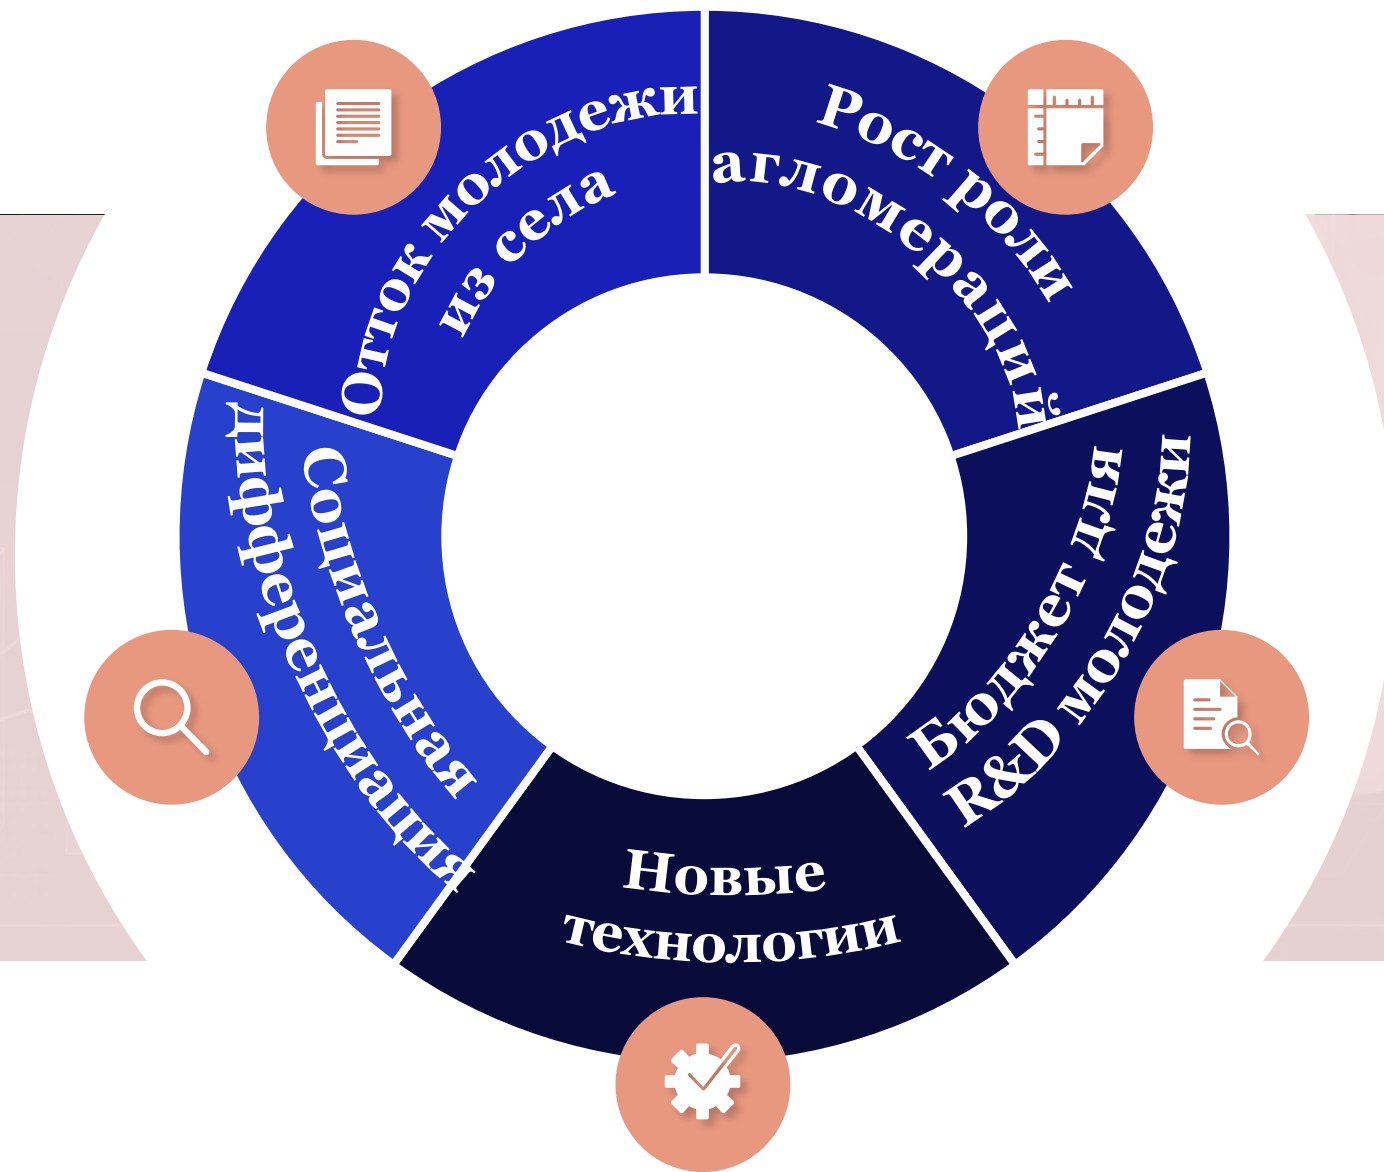 Отток молодежи
из села
Рост роли
агломераций
Бюджет для
R&D молодежи
Новые
технологии
Социальная
дифференциация